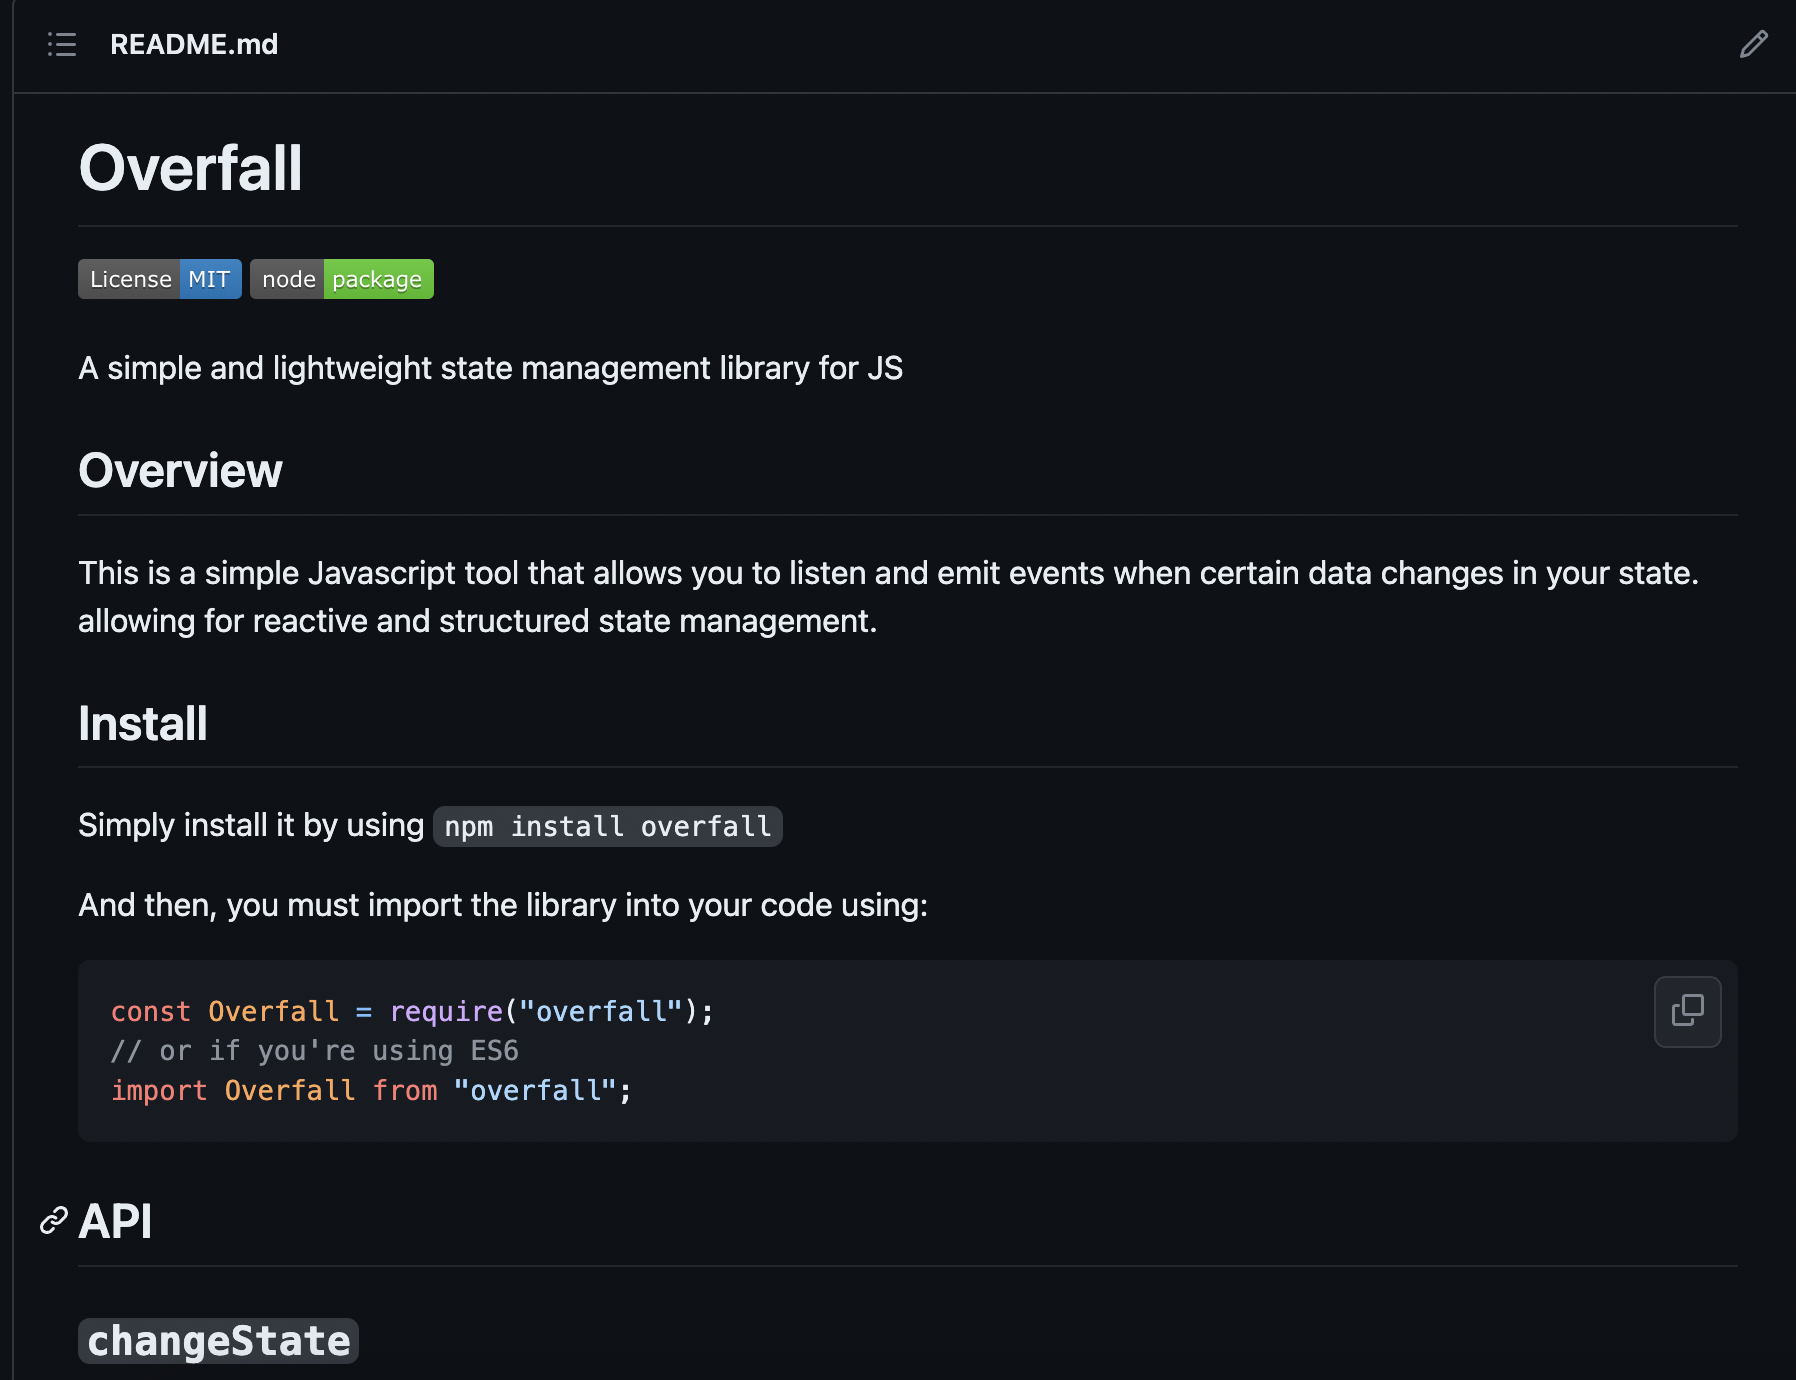 README.md
Overfall
License MIT node package
A simple and lightweight state management library for JS
Overview
This is a simple Javascript tool that allows you to listen and emit events when certain data changes in your state.
allowing for reactive and structured state management.
Install
Simply install it by using npm install overfall
And then, you must import the library into your code using:
const Overfall = require("overfall");
// or if you're using ES6
import Overfall from "overfall";
API
changeState